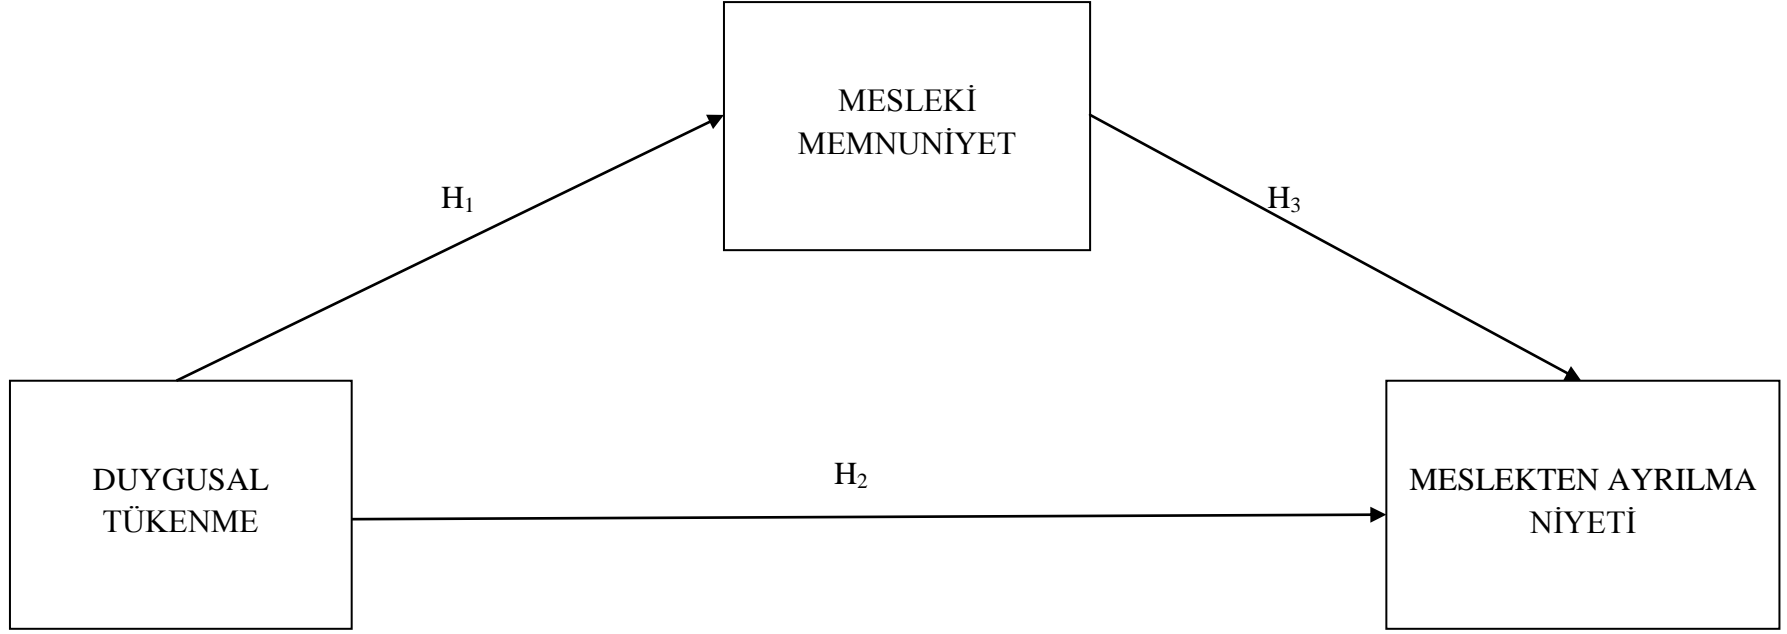 MESLEKİ
MEMNUNİYET
H₁
H₃
DUYGUSAL
TÜKENME
H₂
MESLEKTEN AYRILMA
NİYETİ